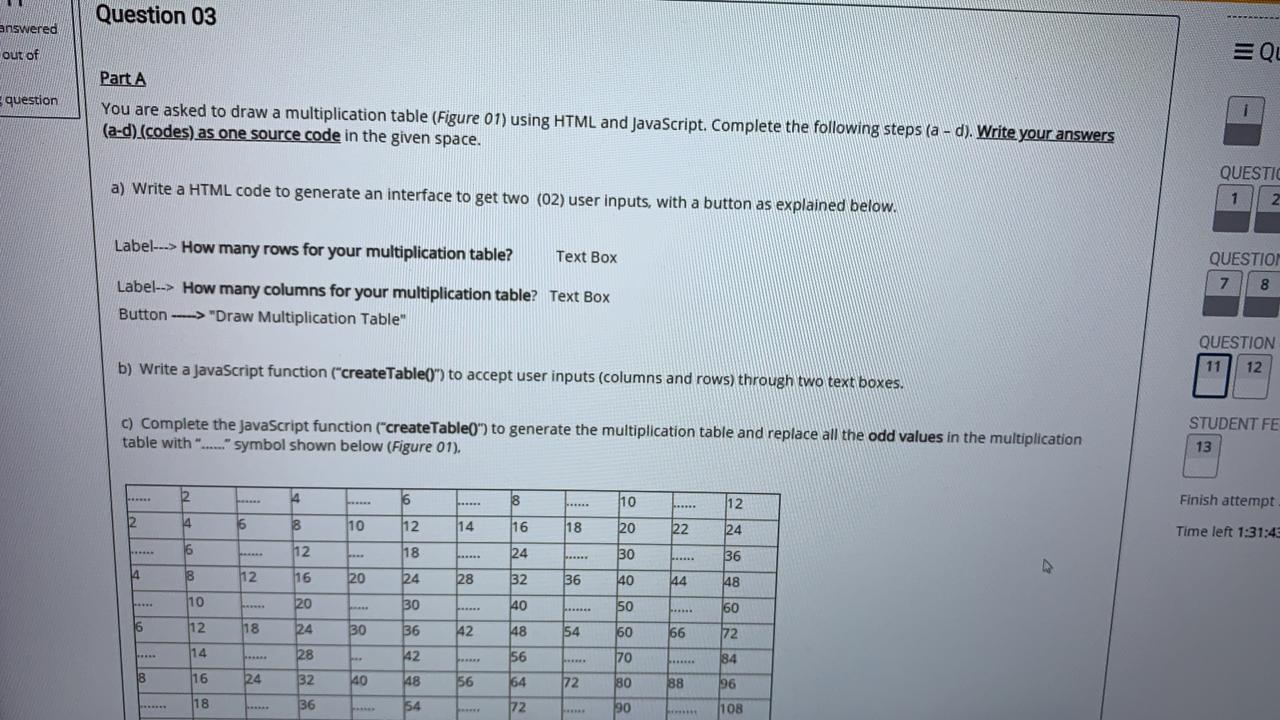 answered
out of
question
Question 03
Part A
You are asked to draw a multiplication table (Figure 01) using HTML and JavaScript. Complete the following steps (a – d). Write your answers
(a-d) (codes) as one source code in the given space.
a) Write a HTML code to generate an interface to get two (02) user inputs, with a button as explained below.
Label---> How many rows for your multiplication table? Text Box
Label--> How many columns for your multiplication table? Text Box
Button -----> "Draw Multiplication Table"
b) Write a JavaScript function ("createTable()") to accept user inputs (columns and rows) through two text boxes.
c) Complete the JavaScript function ("createTable()") to generate the multiplication table and replace all the odd values in the multiplication
table with "......" symbol shown below (Figure 01).
...... 2 ...... 4 ...... 6 ...... 8 ...... 10 ...... 12
2 4 6 8 10 12 14 16 18 20 22 24
...... 6 ...... 12 .... 18 ...... 24 ...... 30 ...... 36
4 8 12 16 20 24 28 32 36 40 44 48
..... 10 ...... 20 ..... 30 ...... 40 ....... 50 ...... 60
6 12 18 24 30 36 42 48 54 60 66 72
..... 14 ...... 28 ... 42 ...... 56 ...... 70 ....... 84
8 16 24 32 40 48 56 64 72 80 88 96
....... 18 ...... 36 ...... 54 ...... 72 ...... 90 ........ 108
i
1 2
7 8
QUESTION
11 12
13
Finish attempt
Time left 1:31:43